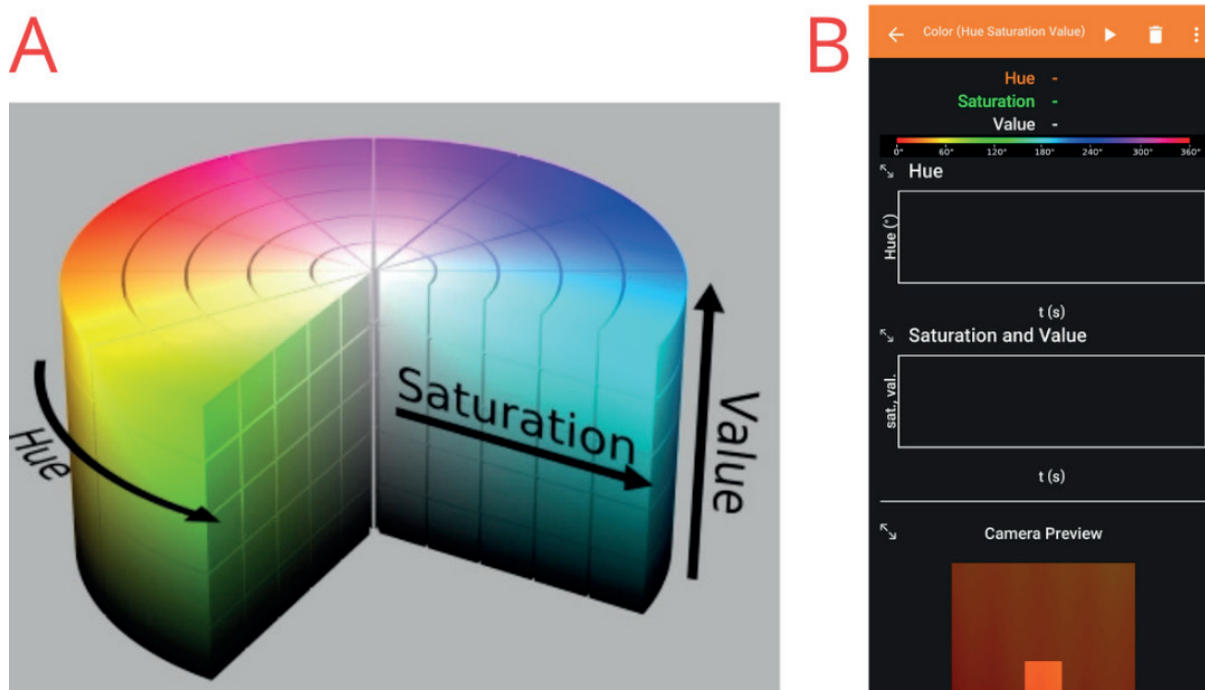 A
Hue
Saturation
Value
B
Color (Hue Saturation Value)
Hue -
Saturation -
Value -
0° 60° 120° 180° 240° 300° 360°
Hue
Hue (°)
t (s)
Saturation and Value
sat., val.
t (s)
Camera Preview